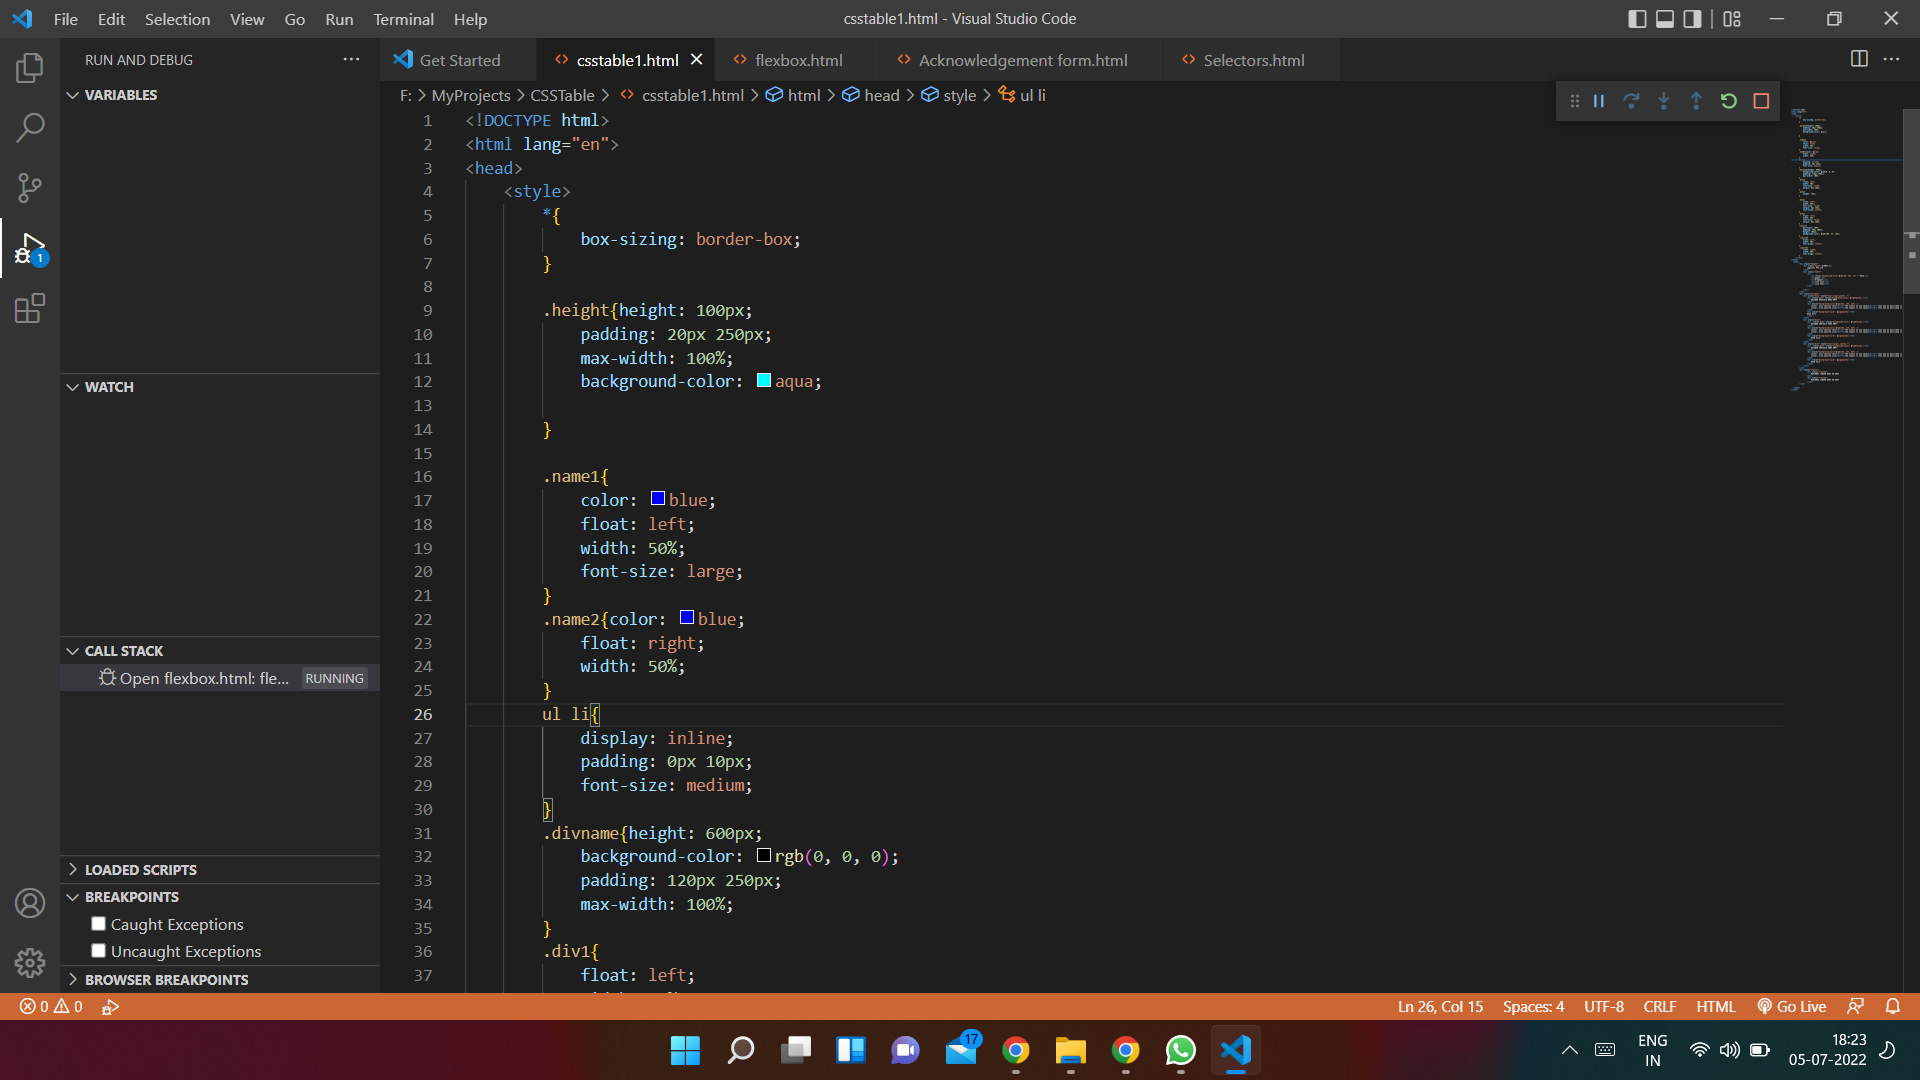 File Edit Selection View Go Run Terminal Help
csstable1.html - Visual Studio Code
RUN AND DEBUG
VARIABLES
WATCH
CALL STACK
Open flexbox.html: fle... RUNNING
LOADED SCRIPTS
BREAKPOINTS
Caught Exceptions
Uncaught Exceptions
BROWSER BREAKPOINTS
1
Get Started csstable1.html flexbox.html Acknowledgement form.html Selectors.html
F: > MyProjects > CSSTable > csstable1.html > html > head > style > ul li
1 <!DOCTYPE html>
2 <html lang="en">
3 <head>
4 <style>
5 *{
6 box-sizing: border-box;
7 }
8
9 .height{height: 100px;
10 padding: 20px 250px;
11 max-width: 100%;
12 background-color: aqua;
13
14 }
15
16 .name1{
17 color: blue;
18 float: left;
19 width: 50%;
20 font-size: large;
21 }
22 .name2{color: blue;
23 float: right;
24 width: 50%;
25 }
26 ul li{
27 display: inline;
28 padding: 0px 10px;
29 font-size: medium;
30 }
31 .divname{height: 600px;
32 background-color: rgb(0, 0, 0);
33 padding: 120px 250px;
34 max-width: 100%;
35 }
36 .div1{
37 float: left;
0 0
Ln 26, Col 15 Spaces: 4 UTF-8 CRLF HTML Go Live
17
ENG
IN
18:23
05-07-2022